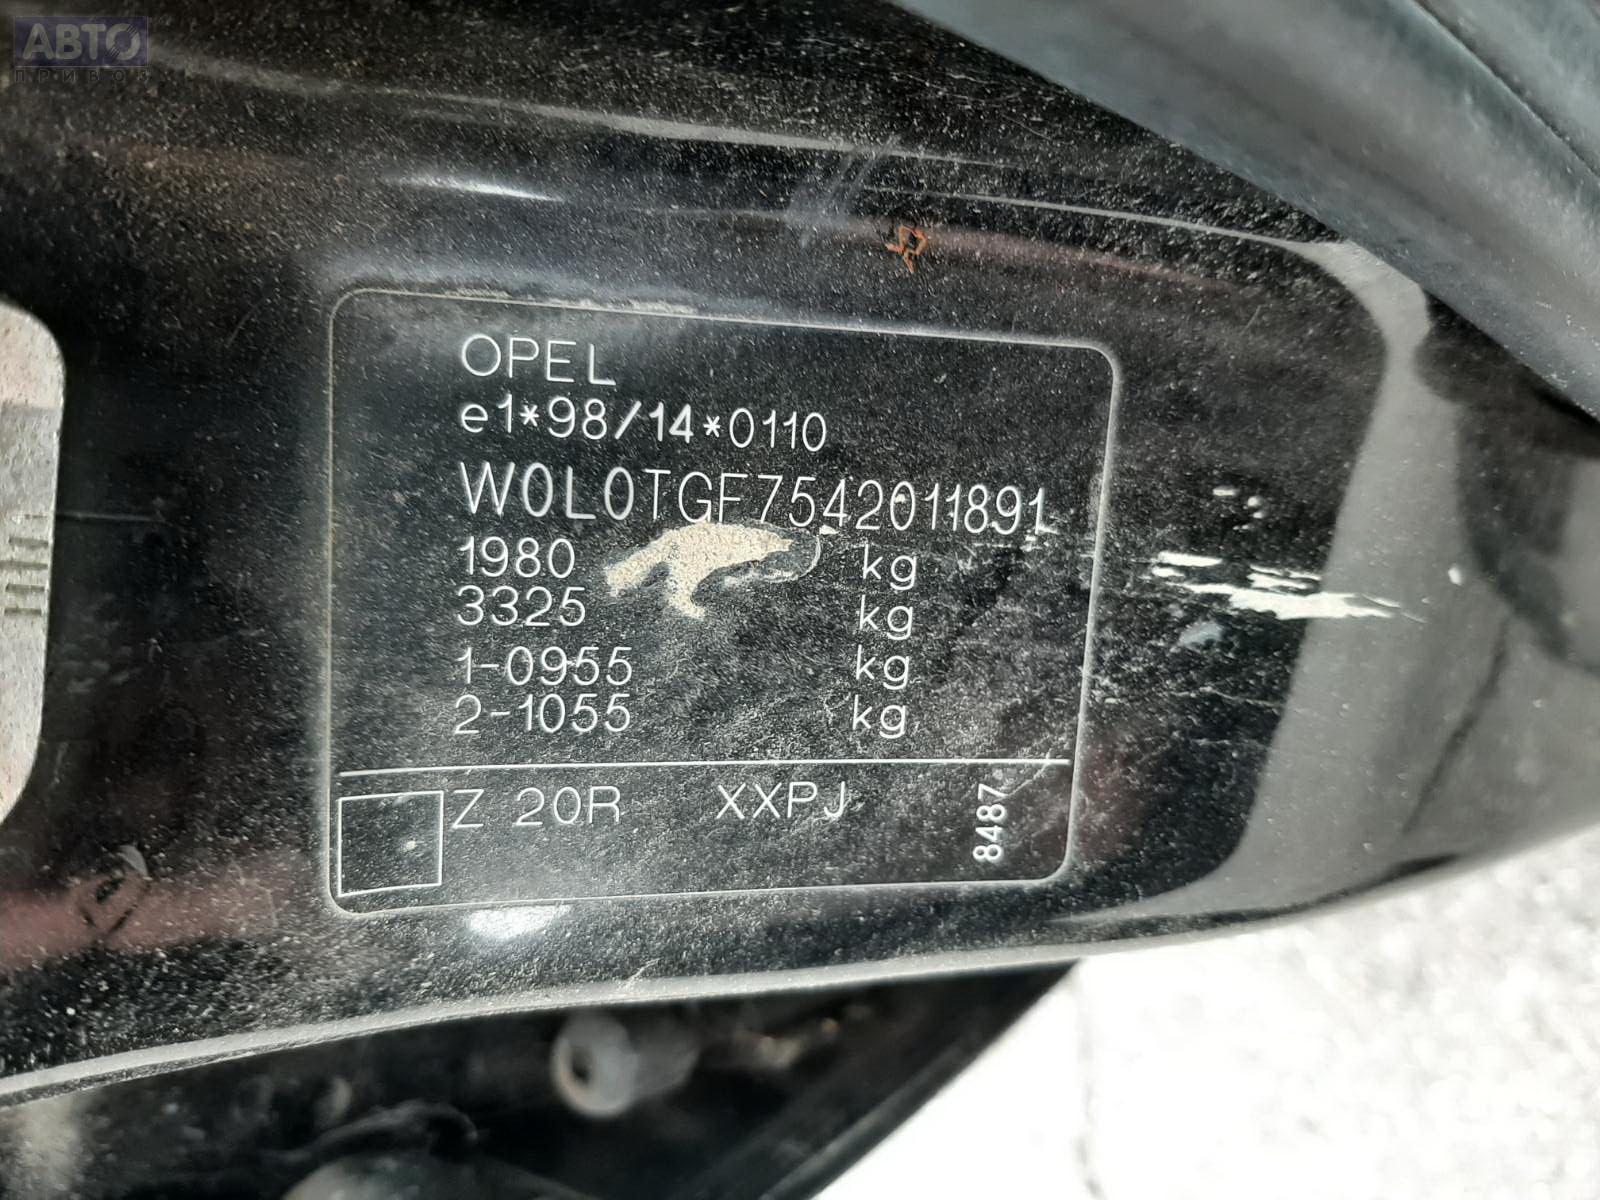 АВТО
ПРИВОЗ
OPEL
e1*98/14*0110
W0L0TGF7542011891
1980 kg
3325 kg
1-0955 kg
2-1055 kg
Z 20R XXPJ
8487